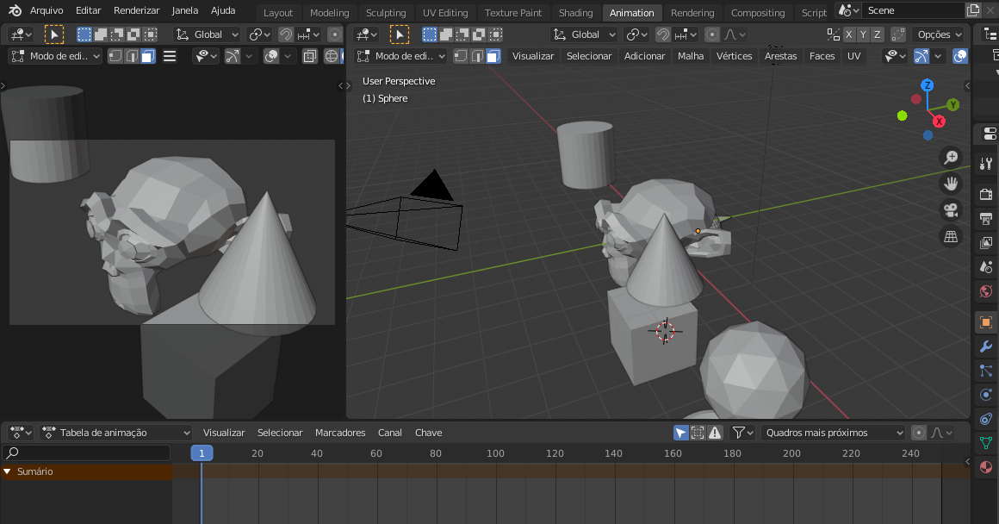 Arquivo Editar Renderizar Janela Ajuda Layout Modeling Sculpting UV Editing Texture Paint Shading Animation Rendering Compositing Script Scene
Global Global X Y Z Opções
Modo de edi.. Modo de edi.. Visualizar Selecionar Adicionar Malha Vértices Arestas Faces UV
User Perspective
(1) Sphere
Z
Y
X
Tabela de animação Visualizar Selecionar Marcadores Canal Chave Quadros mais próximos
1 20 40 60 80 100 120 140 160 180 200 220 240
Sumário